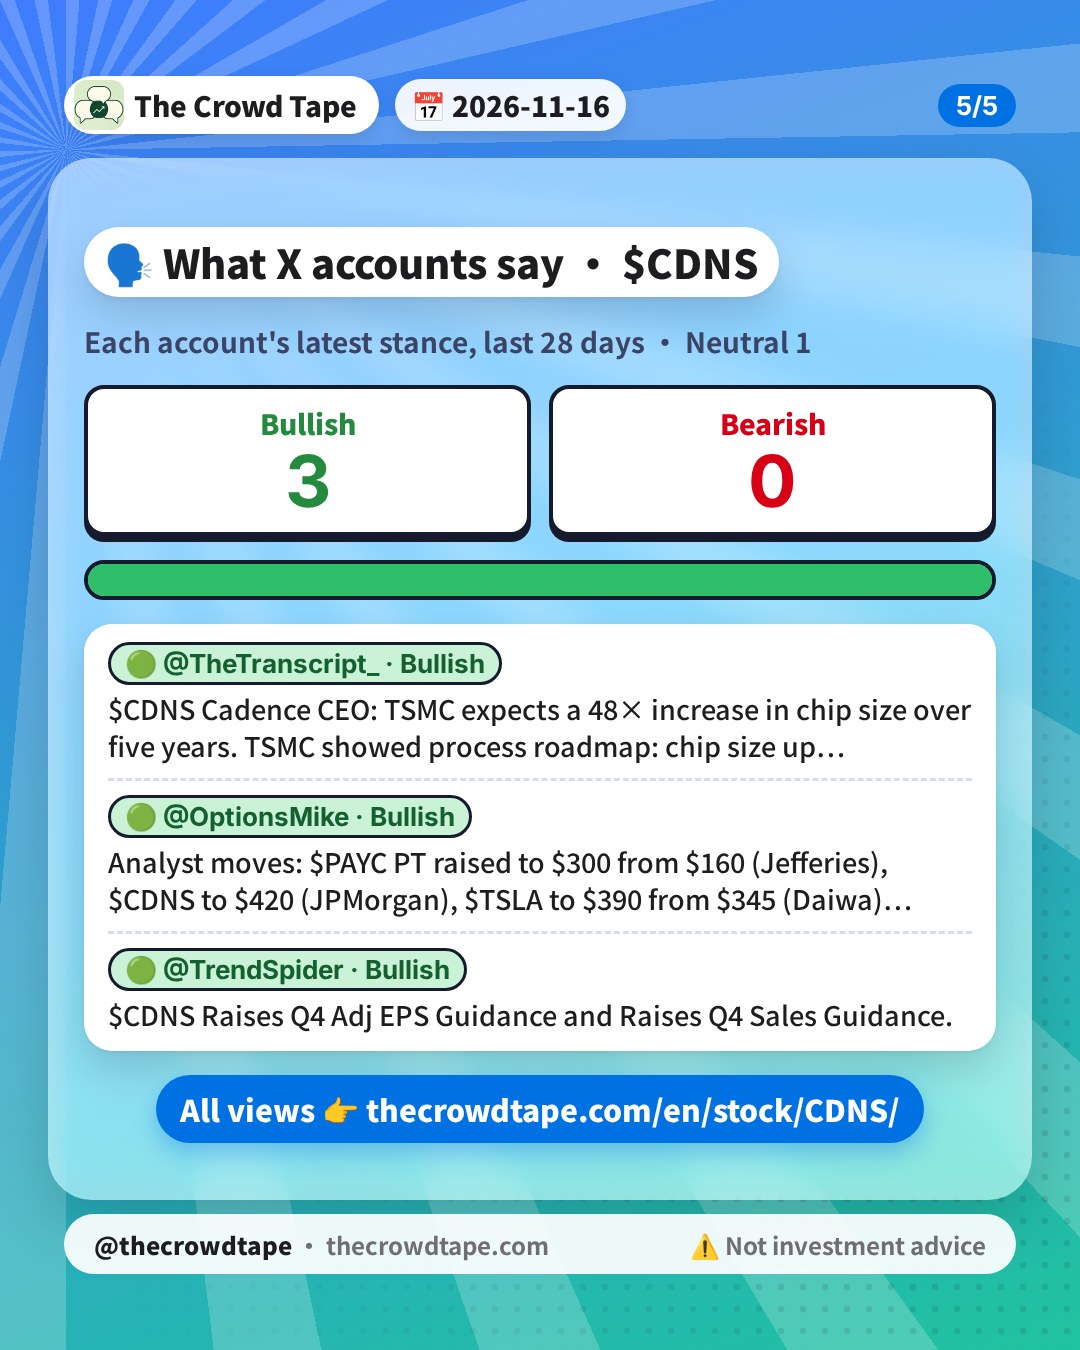 The Crowd Tape
July
17
2026-11-16
5/5
🗣️ What X accounts say • $CDNS
Each account's latest stance, last 28 days • Neutral 1
Bullish
3
Bearish
0
🟢 @TheTranscript_ · Bullish
$CDNS Cadence CEO: TSMC expects a 48× increase in chip size over
five years. TSMC showed process roadmap: chip size up…
🟢 @OptionsMike · Bullish
Analyst moves: $PAYC PT raised to $300 from $160 (Jefferies),
$CDNS to $420 (JPMorgan), $TSLA to $390 from $345 (Daiwa)…
🟢 @TrendSpider · Bullish
$CDNS Raises Q4 Adj EPS Guidance and Raises Q4 Sales Guidance.
All views 👉 thecrowdtape.com/en/stock/CDNS/
@thecrowdtape • thecrowdtape.com
⚠️ Not investment advice